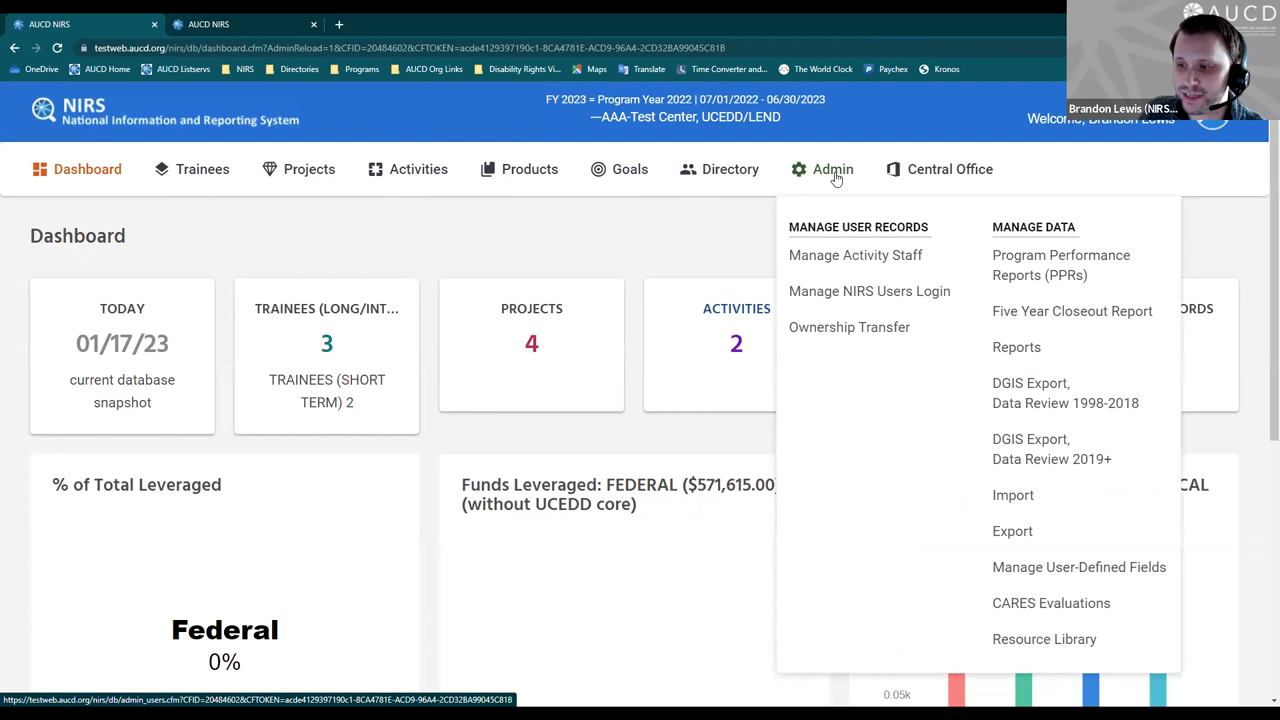 AUCD NIRS
AUCD NIRS
AUCD
testweb.aucd.org/nirs/db/dashboard.cfm?AdminReload=1&CFID=20484602&CFTOKEN=acde4129397190c1-8CA4781E-ACD9-96A4-2CD32BA99045C81B
OneDrive
AUCD Home
AUCD Listservs
NIRS
Directories
Programs
AUCD Org Links
Disability Rights Vi...
Maps
Translate
Time Converter and...
The World Clock
Paychex
Kronos
Brandon Lewis (NIRS...
NIRS
National Information and Reporting System
FY 2023 = Program Year 2022 | 07/01/2022 - 06/30/2023
—AAA-Test Center, UCEDD/LEND
Welcome, Brandon Lewis
Dashboard
Trainees
Projects
Activities
Products
Goals
Directory
Admin
Central Office
MANAGE USER RECORDS
Manage Activity Staff
Manage NIRS Users Login
Ownership Transfer
MANAGE DATA
Program Performance
Reports (PPRs)
Five Year Closeout Report
Reports
DGIS Export,
Data Review 1998-2018
DGIS Export,
Data Review 2019+
Import
Export
Manage User-Defined Fields
CARES Evaluations
Resource Library
Dashboard
TODAY
01/17/23
current database
snapshot
TRAINEES (LONG/INT...
3
TRAINEES (SHORT
TERM) 2
PROJECTS
4
ACTIVITIES
2
ORDS
% of Total Leveraged
Federal
0%
Funds Leveraged: FEDERAL ($571,615.00)
(without UCEDD core)
CAL
0.05k
https://testweb.aucd.org/nirs/db/admin_users.cfm?CFID=20484602&CFTOKEN=acde4129397190c1-8CA4781E-ACD9-96A4-2CD32BA99045C81B